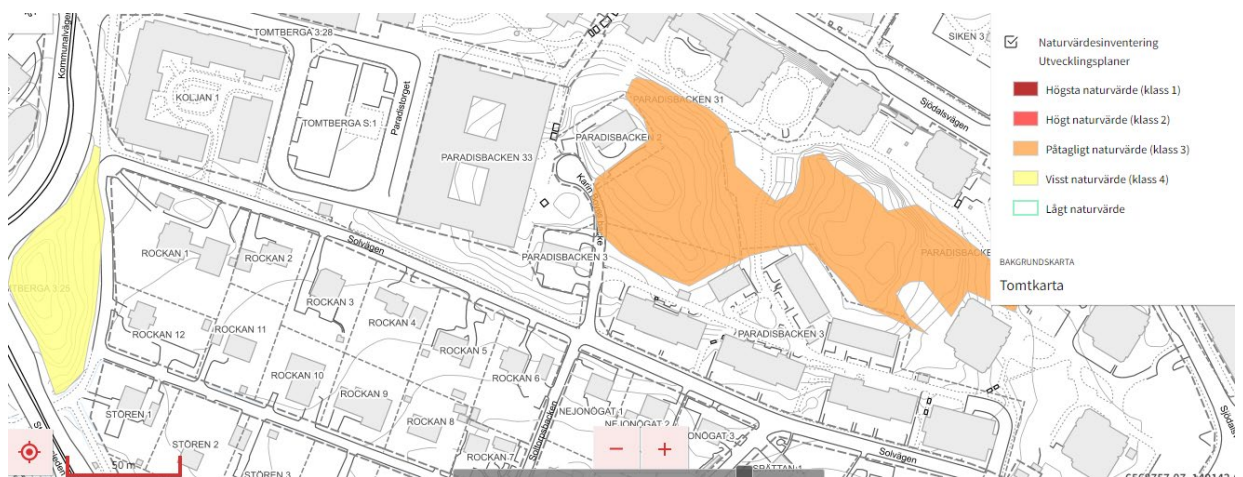 TOMTBERGA 3:28
Kommunalvägen
KOLJAN 1
TOMTBERGA S:1
Paradistorget
PARADISBACKEN 33
PARADISBACKEN 31
PARADISBACKEN 2
Sjödalsvägen
SIKEN 3
Naturvärdesinventering
Utvecklingsplaner
Högsta naturvärde (klass 1)
Högt naturvärde (klass 2)
Påtagligt naturvärde (klass 3)
Visst naturvärde (klass 4)
Lågt naturvärde
BAKGRUNDSKARTA
Tomtkarta
Karin
Solvägen
ROCKAN 1
ROCKAN 2
PARADISBACKEN 3
PARADISBACKE
MTBERGA 3:25
ROCKAN 3
ROCKAN 4
ROCKAN 12
ROCKAN 11
ROCKAN 5
PARADISBACKEN 3
ROCKAN 10
ROCKAN 6
ROCKAN 9
STÖREN 1
ROCKAN 8
NEJONÖGAT 1
NEJONÖGAT 2
NEJONÖGAT 3
STÖREN 2
ROCKAN 7
Solvägen
STÖREN 3
50 m